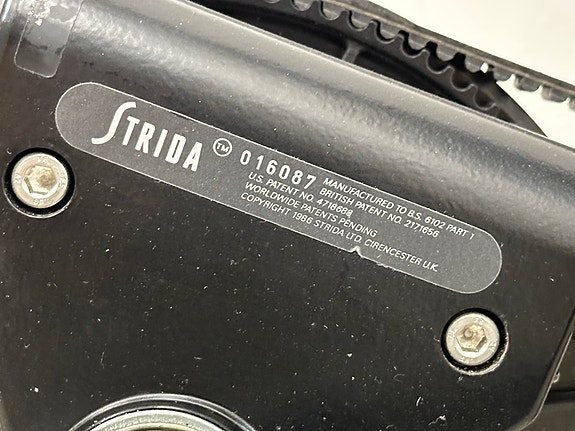 STRIDA TM 016087
MANUFACTURED TO B.S. 6102 PART 1
BRITISH PATENT NO. 2171656
U.S. PATENT NO. 4718688
WORLDWIDE PATENTS PENDING
COPYRIGHT 1986 STRIDA LTD. CIRENCESTER U.K.